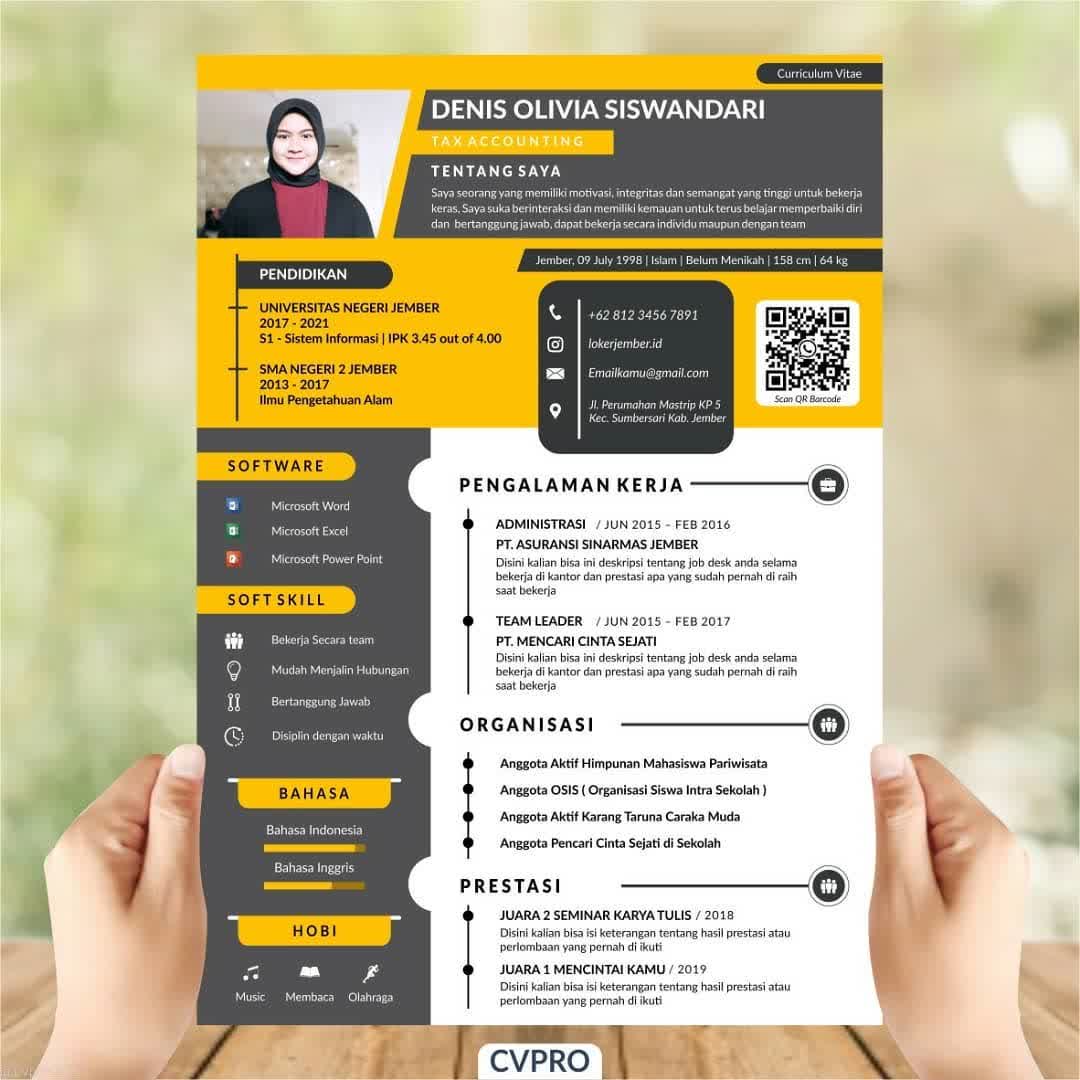 Curriculum Vitae
DENIS OLIVIA SISWANDARI
TAX ACCOUNTING
TENTANG SAYA
Saya seorang yang memiliki motivasi, integritas dan semangat yang tinggi untuk bekerja
keras, Saya suka berinteraksi dan memiliki kemauan untuk terus belajar memperbaiki diri
dan bertanggung jawab, dapat bekerja secara individu maupun dengan team
Jember, 09 July 1998 | Islam | Belum Menikah | 158 cm | 64 kg
PENDIDIKAN
UNIVERSITAS NEGERI JEMBER
2017 - 2021
S1 - Sistem Informasi | IPK 3.45 out of 4.00
SMA NEGERI 2 JEMBER
2013 - 2017
Ilmu Pengetahuan Alam
+62 812 3456 7891
lokerjember.id
Emailkamu@gmail.com
Jl. Perumahan Mastrip KP 5
Kec. Sumbersari Kab. Jember
Scan QR Barcode
SOFTWARE
Microsoft Word
Microsoft Excel
Microsoft Power Point
SOFT SKILL
Bekerja Secara team
Mudah Menjalin Hubungan
Bertanggung Jawab
Disiplin dengan waktu
BAHASA
Bahasa Indonesia
Bahasa Inggris
HOBI
Music Membaca Olahraga
PENGALAMAN KERJA
ADMINISTRASI / JUN 2015 – FEB 2016
PT. ASURANSI SINARMAS JEMBER
Disini kalian bisa ini deskripsi tentang job desk anda selama
bekerja di kantor dan prestasi apa yang sudah pernah di raih
saat bekerja
TEAM LEADER / JUN 2015 – FEB 2017
PT. MENCARI CINTA SEJATI
Disini kalian bisa ini deskripsi tentang job desk anda selama
bekerja di kantor dan prestasi apa yang sudah pernah di raih
saat bekerja
ORGANISASI
Anggota Aktif Himpunan Mahasiswa Pariwisata
Anggota OSIS ( Organisasi Siswa Intra Sekolah )
Anggota Aktif Karang Taruna Caraka Muda
Anggota Pencari Cinta Sejati di Sekolah
PRESTASI
JUARA 2 SEMINAR KARYA TULIS / 2018
Disini kalian bisa isi keterangan tentang hasil prestasi atau
perlombaan yang pernah di ikuti
JUARA 1 MENCINTAI KAMU / 2019
Disini kalian bisa isi keterangan tentang hasil prestasi atau
perlombaan yang pernah di ikuti
CVPRO